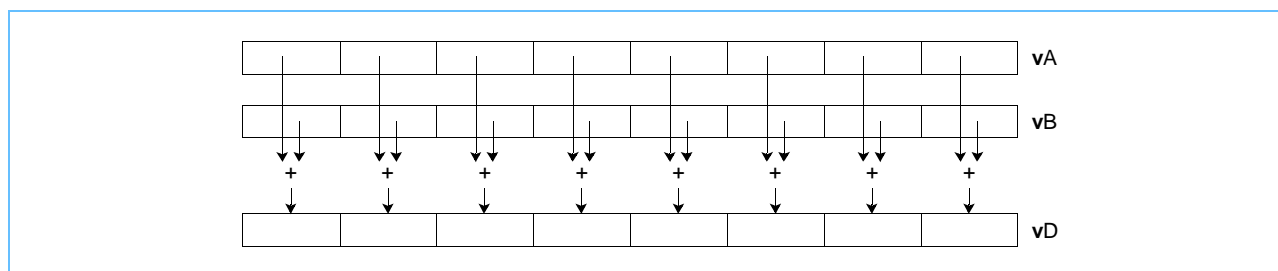 vA
vB
+ + + + + + + +
vD